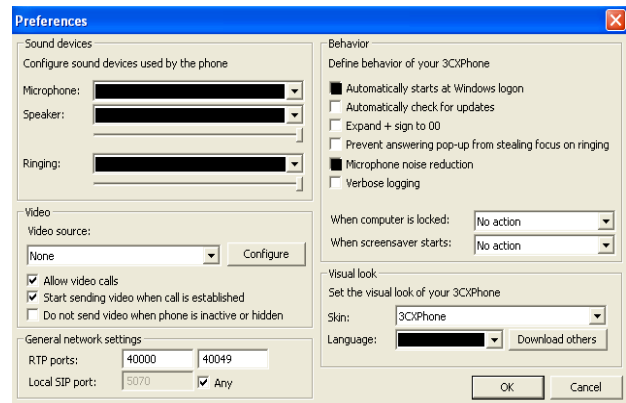 Preferences
Sound devices
Configure sound devices used by the phone
Microphone:
Speaker:
Ringing:
Video
Video source:
None
Configure
Allow video calls
Start sending video when call is established
Do not send video when phone is inactive or hidden
General network settings
RTP ports: 40000 40049
Local SIP port: 5070 Any
Behavior
Define behavior of your 3CXPhone
Automatically starts at Windows logon
Automatically check for updates
Expand + sign to 00
Prevent answering pop-up from stealing focus on ringing
Microphone noise reduction
Verbose logging
When computer is locked: No action
When screensaver starts: No action
Visual look
Set the visual look of your 3CXPhone
Skin: 3CXPhone
Language: Download others
OK Cancel